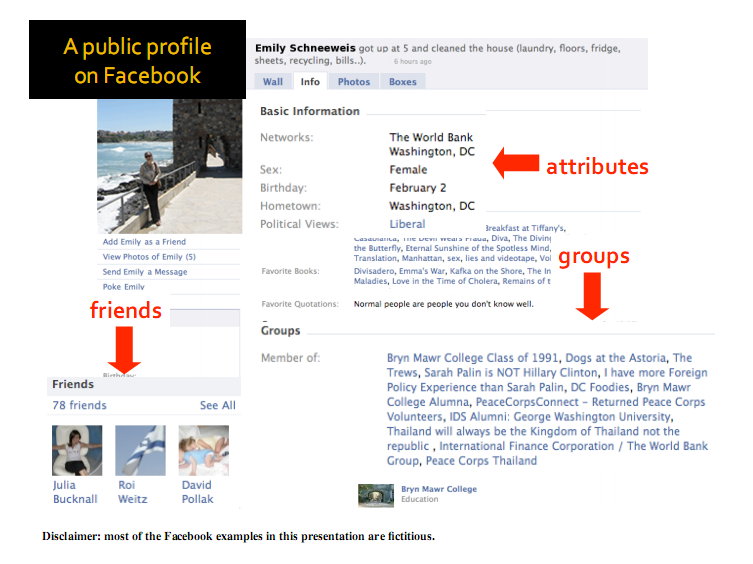 A public profile
on Facebook
Emily Schneeweis got up at 5 and cleaned the house (laundry, floors, fridge,
sheets, recycling, bills..). 6 hours ago
Wall Info Photos Boxes
Basic Information
Networks: The World Bank
Washington, DC
Sex: Female
Birthday: February 2
Hometown: Washington, DC
Political Views: Liberal
attributes
Breakfast at Tiffany's,
Casablanca, The Devil Wears Prada, Diva, The Diving
the Butterfly, Eternal Sunshine of the Spotless Mind,
Translation, Manhattan, sex, lies and videotape,
Favorite Books: Divisadero, Emma's War, Kafka on the Shore, The
Maladies, Love in the Time of Cholera, Remains of
Favorite Quotations: Normal people are people you don't know well.
groups
Add Emily as a Friend
View Photos of Emily (5)
Send Emily a Message
Poke Emily
friends
Birthday:
Friends
78 friends See All
Julia
Bucknall
Roi
Weitz
David
Pollak
Groups
Member of: Bryn Mawr College Class of 1991, Dogs at the Astoria, The
Trews, Sarah Palin is NOT Hillary Clinton, I have more Foreign
Policy Experience than Sarah Palin, DC Foodies, Bryn Mawr
College Alumna, PeaceCorpsConnect – Returned Peace Corps
Volunteers, IDS Alumni: George Washington University,
Thailand will always be the Kingdom of Thailand not the
republic , International Finance Corporation / The World Bank
Group, Peace Corps Thailand
Bryn Mawr College
Education
Disclaimer: most of the Facebook examples in this presentation are fictitious.